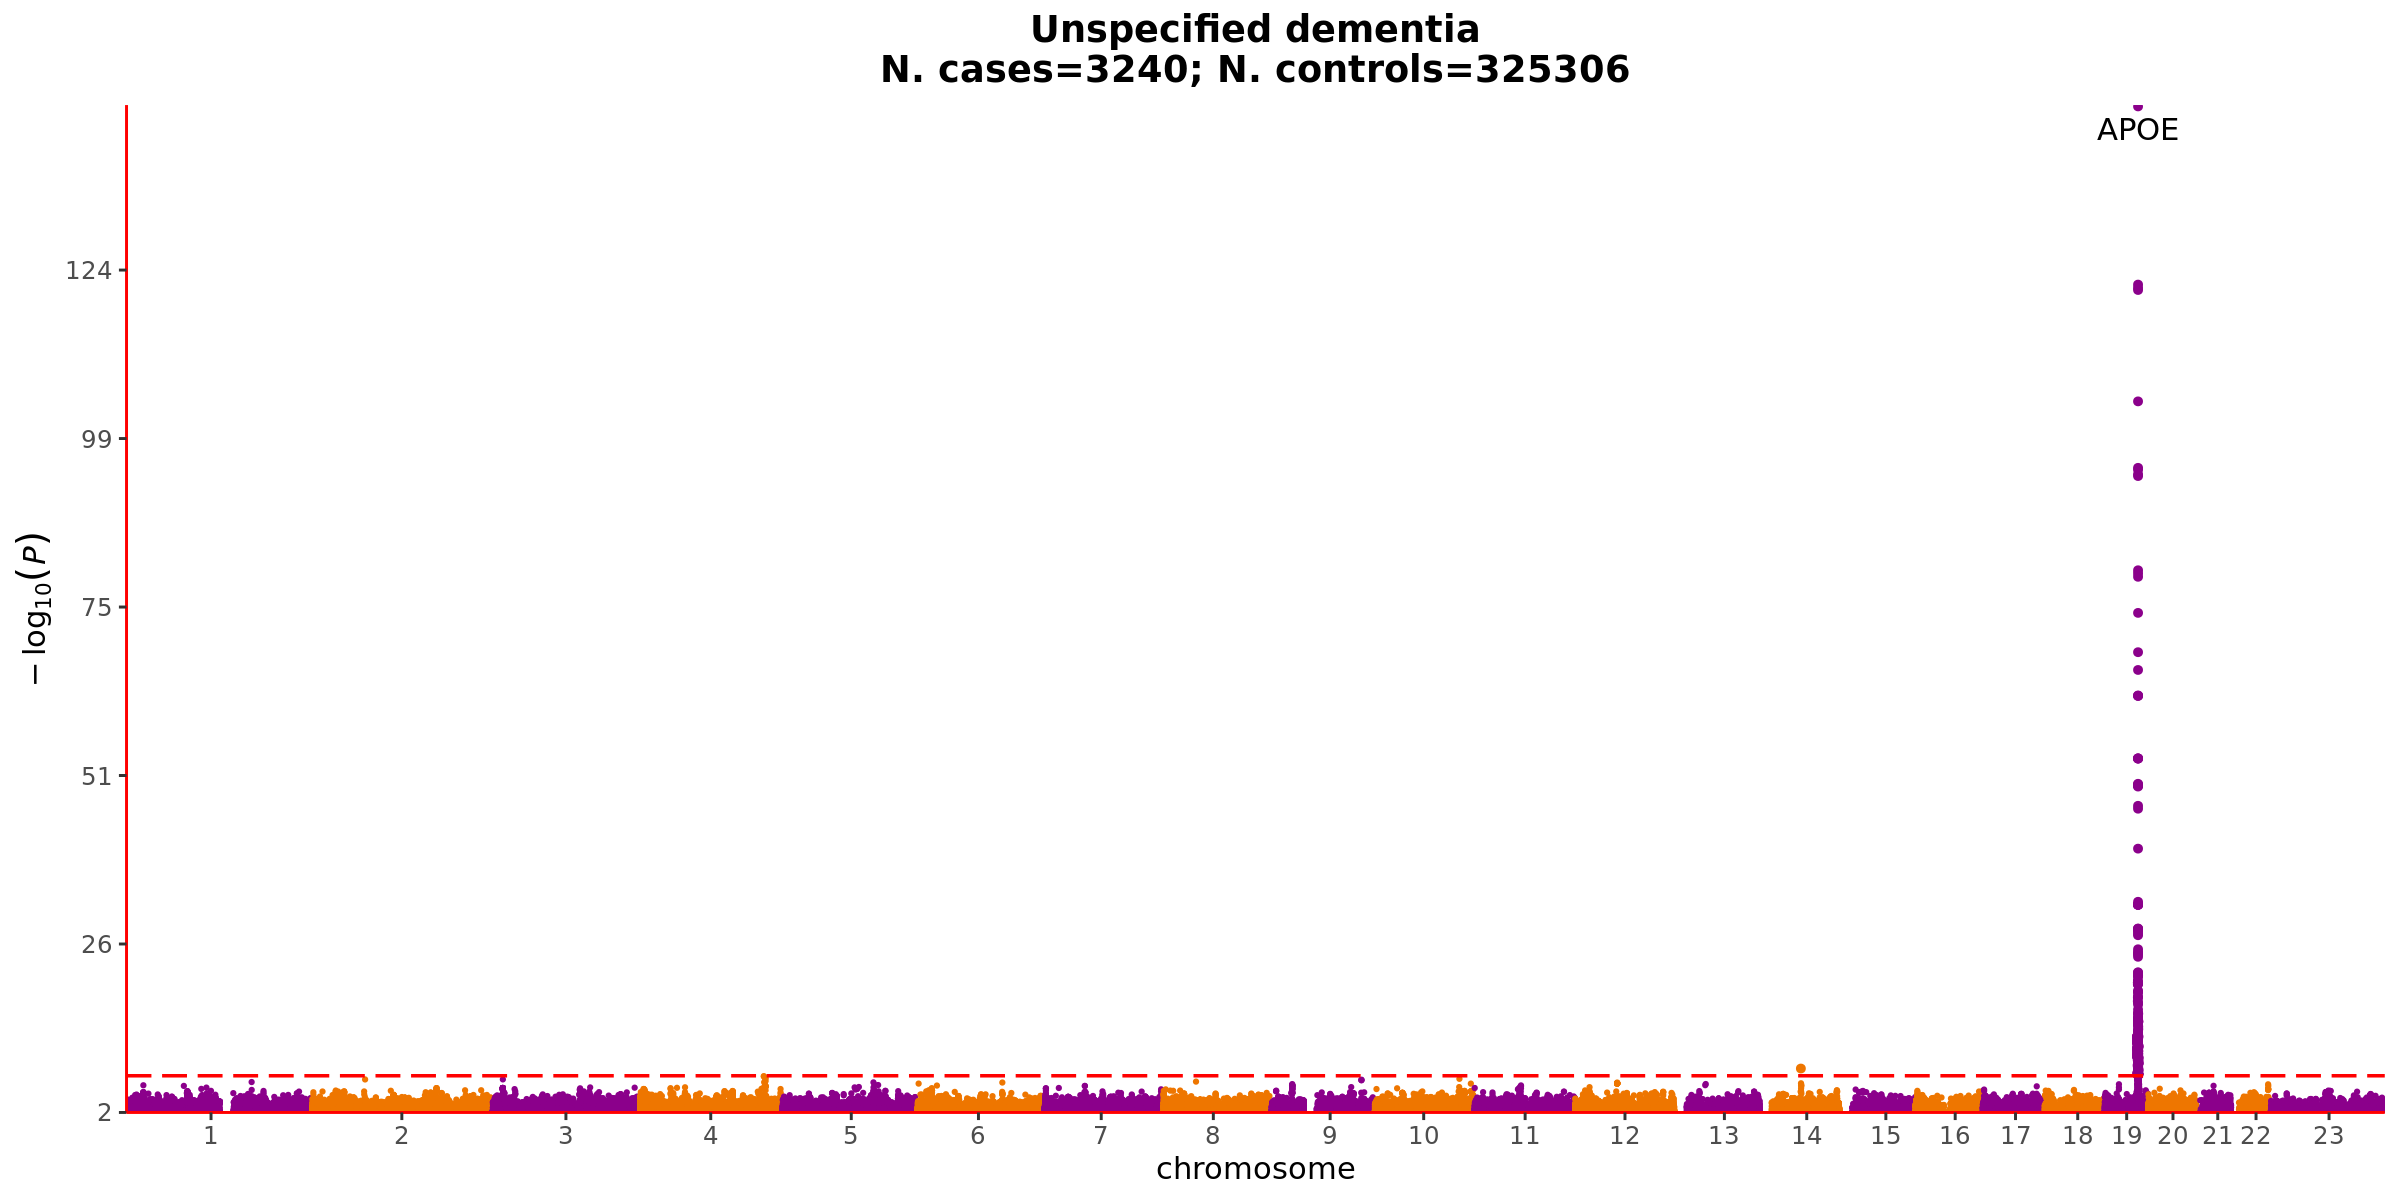 Unspecified dementia
N. cases=3240; N. controls=325306
APOE
124
99
75
51
26
2
−log10(P)
1 2 3 4 5 6 7 8 9 10 11 12 13 14 15 16 17 18 19 20 21 22 23
chromosome